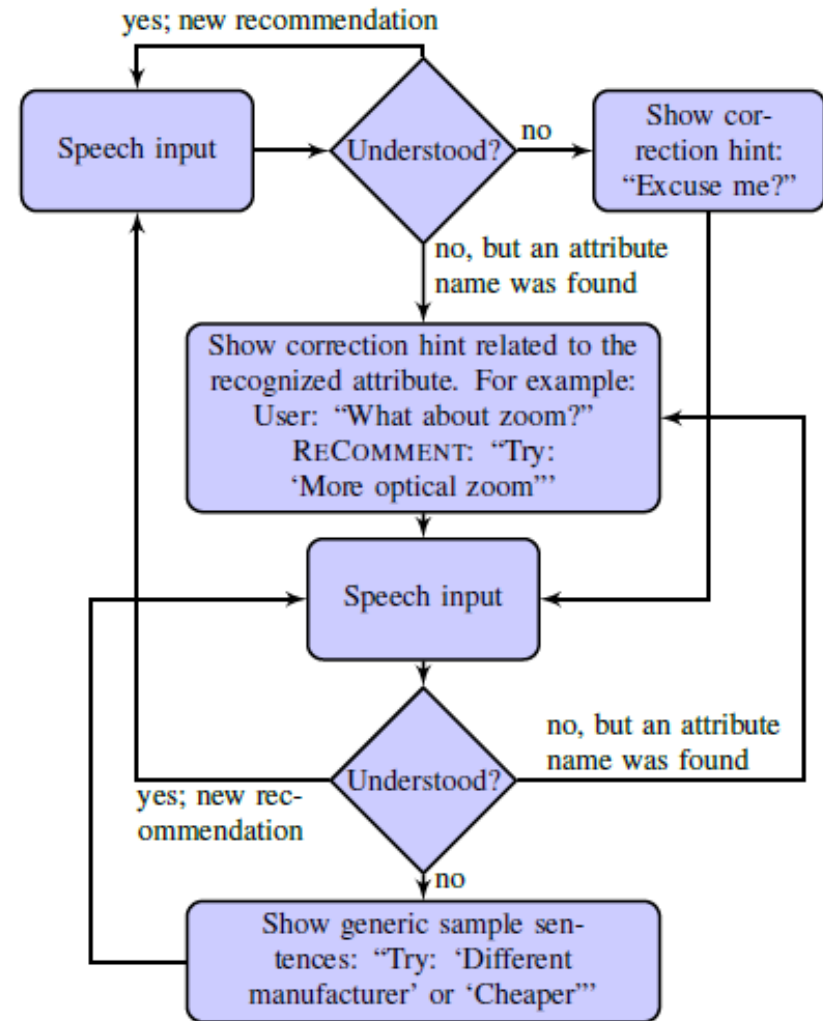 yes; new recommendation
Speech input
Understood?
no
Show cor-
rection hint:
“Excuse me?”
no, but an attribute
name was found
Show correction hint related to the
recognized attribute. For example:
User: “What about zoom?”
RECOMMENT: “Try:
‘More optical zoom”’
Speech input
Understood?
no, but an attribute
name was found
yes; new rec-
ommendation
no
Show generic sample sen-
tences: “Try: ‘Different
manufacturer’ or ‘Cheaper”’